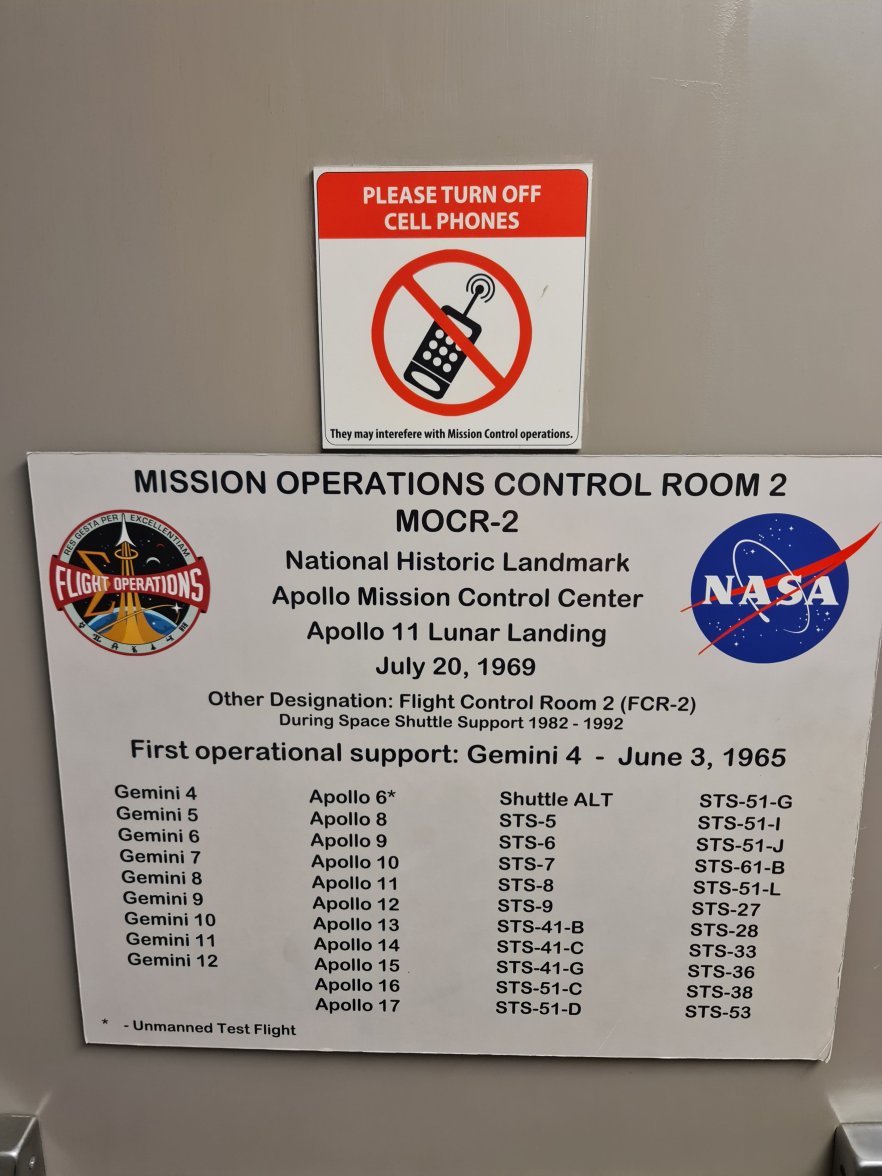 PLEASE TURN OFF
CELL PHONES
They may interefere with Mission Control operations.
MISSION OPERATIONS CONTROL ROOM 2
MOCR-2
National Historic Landmark
Apollo Mission Control Center
Apollo 11 Lunar Landing
July 20, 1969
RES GESTA PER EXCELLENTIAM
FLIGHT OPERATIONS
NASA
Other Designation: Flight Control Room 2 (FCR-2)
During Space Shuttle Support 1982 - 1992
First operational support: Gemini 4 - June 3, 1965
Gemini 4
Gemini 5
Gemini 6
Gemini 7
Gemini 8
Gemini 9
Gemini 10
Gemini 11
Gemini 12
Apollo 6*
Apollo 8
Apollo 9
Apollo 10
Apollo 11
Apollo 12
Apollo 13
Apollo 14
Apollo 15
Apollo 16
Apollo 17
Shuttle ALT
STS-5
STS-6
STS-7
STS-8
STS-9
STS-41-B
STS-41-C
STS-41-G
STS-51-C
STS-51-D
STS-51-G
STS-51-I
STS-51-J
STS-61-B
STS-51-L
STS-27
STS-28
STS-33
STS-36
STS-38
STS-53
* - Unmanned Test Flight